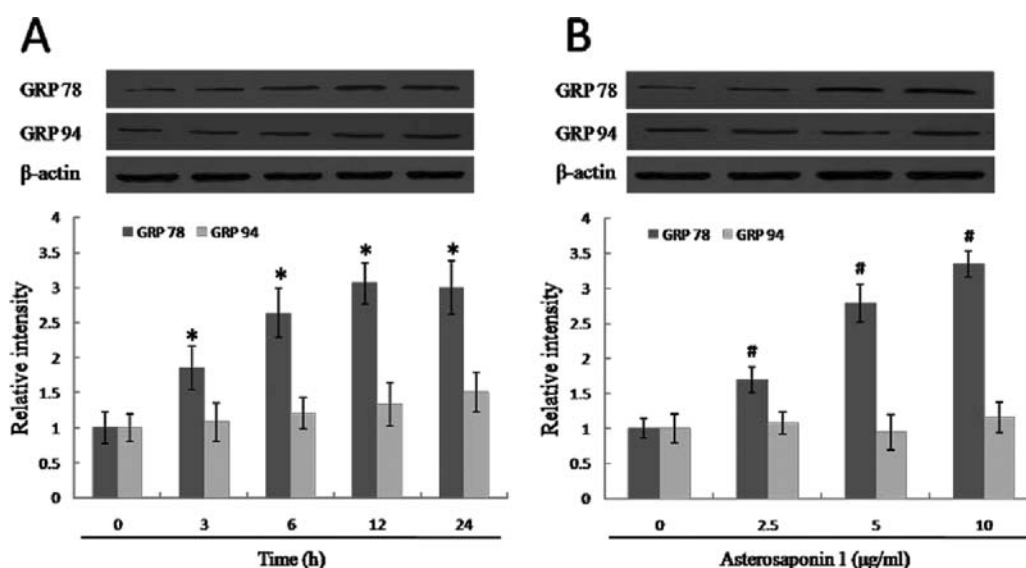 A
GRP 78
GRP 94
β-actin
4
3.5
3
2.5
2
1.5
1
0.5
0
Relative intensity
GRP 78 GRP 94
* * * *
0 3 6 12 24
Time (h)
B
GRP 78
GRP 94
β-actin
4
3.5
3
2.5
2
1.5
1
0.5
0
Relative intensity
GRP 78 GRP 94
# # #
0 2.5 5 10
Asterosaponin 1 (µg/ml)